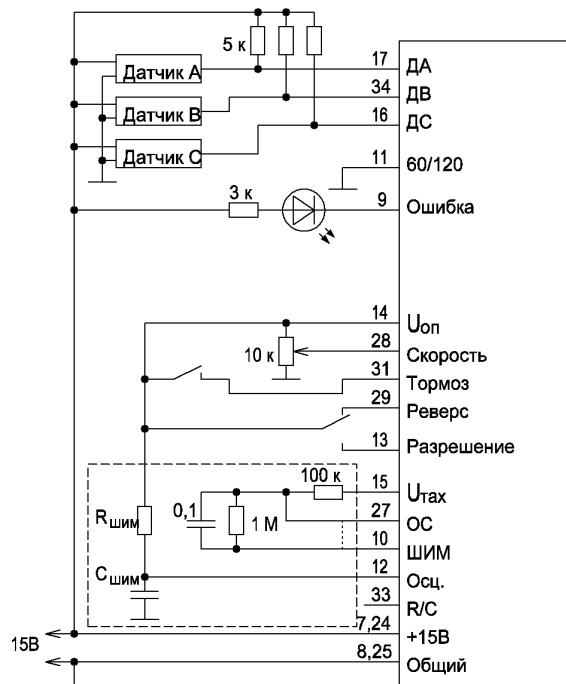 5 к
17
ДА
Датчик А
34
ДВ
Датчик В
16
ДС
Датчик С
11
60/120
3 к
9
Ошибка
14
Uоп
28
Скорость
10 к
31
Тормоз
29
Реверс
13
Разрешение
100 к
15
Uтах
Rшим
0,1
1 М
27
ОС
10
ШИМ
Сшим
12
Осц.
33
R/C
7,24
+15В
15В
8,25
Общий